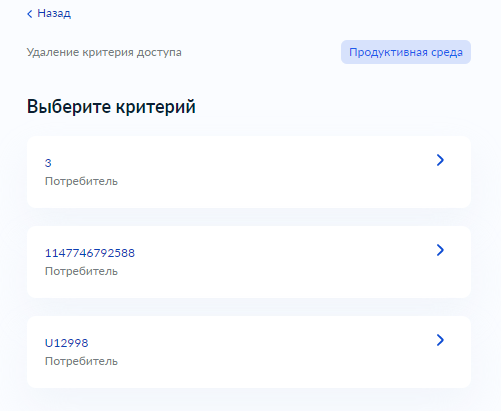 Назад
Удаление критерия доступа
Продуктивная среда
Выберите критерий
3
Потребитель
1147746792588
Потребитель
U12998
Потребитель